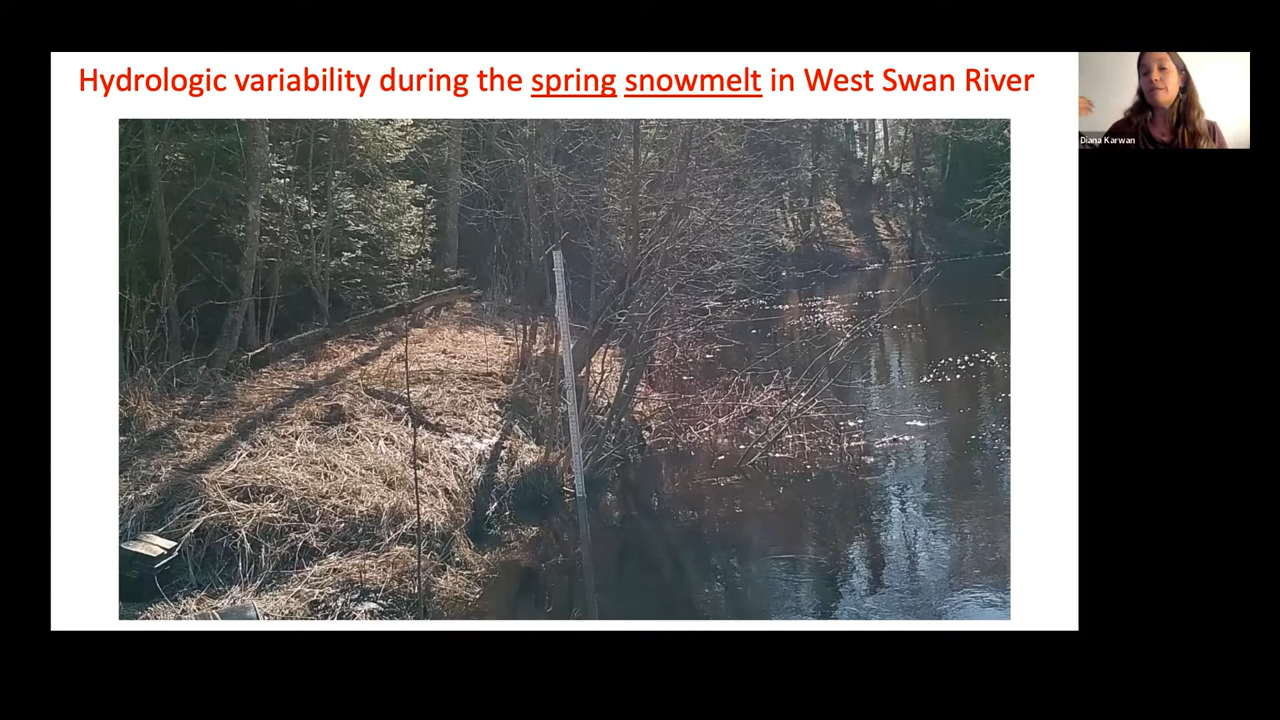 Hydrologic variability during the spring snowmelt in West Swan River
Diana Karwan